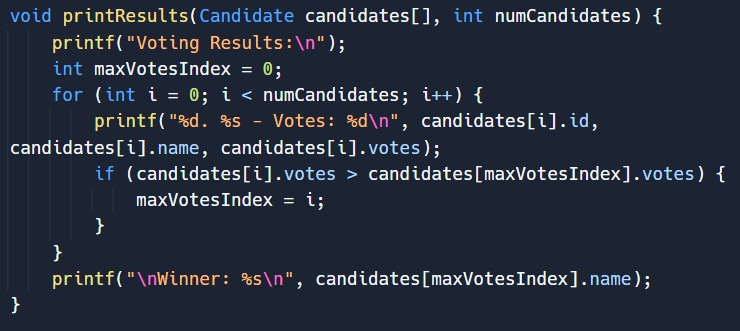 void printResults(Candidate candidates[], int numCandidates) {
    printf("Voting Results:\n");
    int maxVotesIndex = 0;
    for (int i = 0; i < numCandidates; i++) {
        printf("%d. %s - Votes: %d\n", candidates[i].id,
candidates[i].name, candidates[i].votes);
        if (candidates[i].votes > candidates[maxVotesIndex].votes) {
            maxVotesIndex = i;
        }
    }
    printf("\nWinner: %s\n", candidates[maxVotesIndex].name);
}